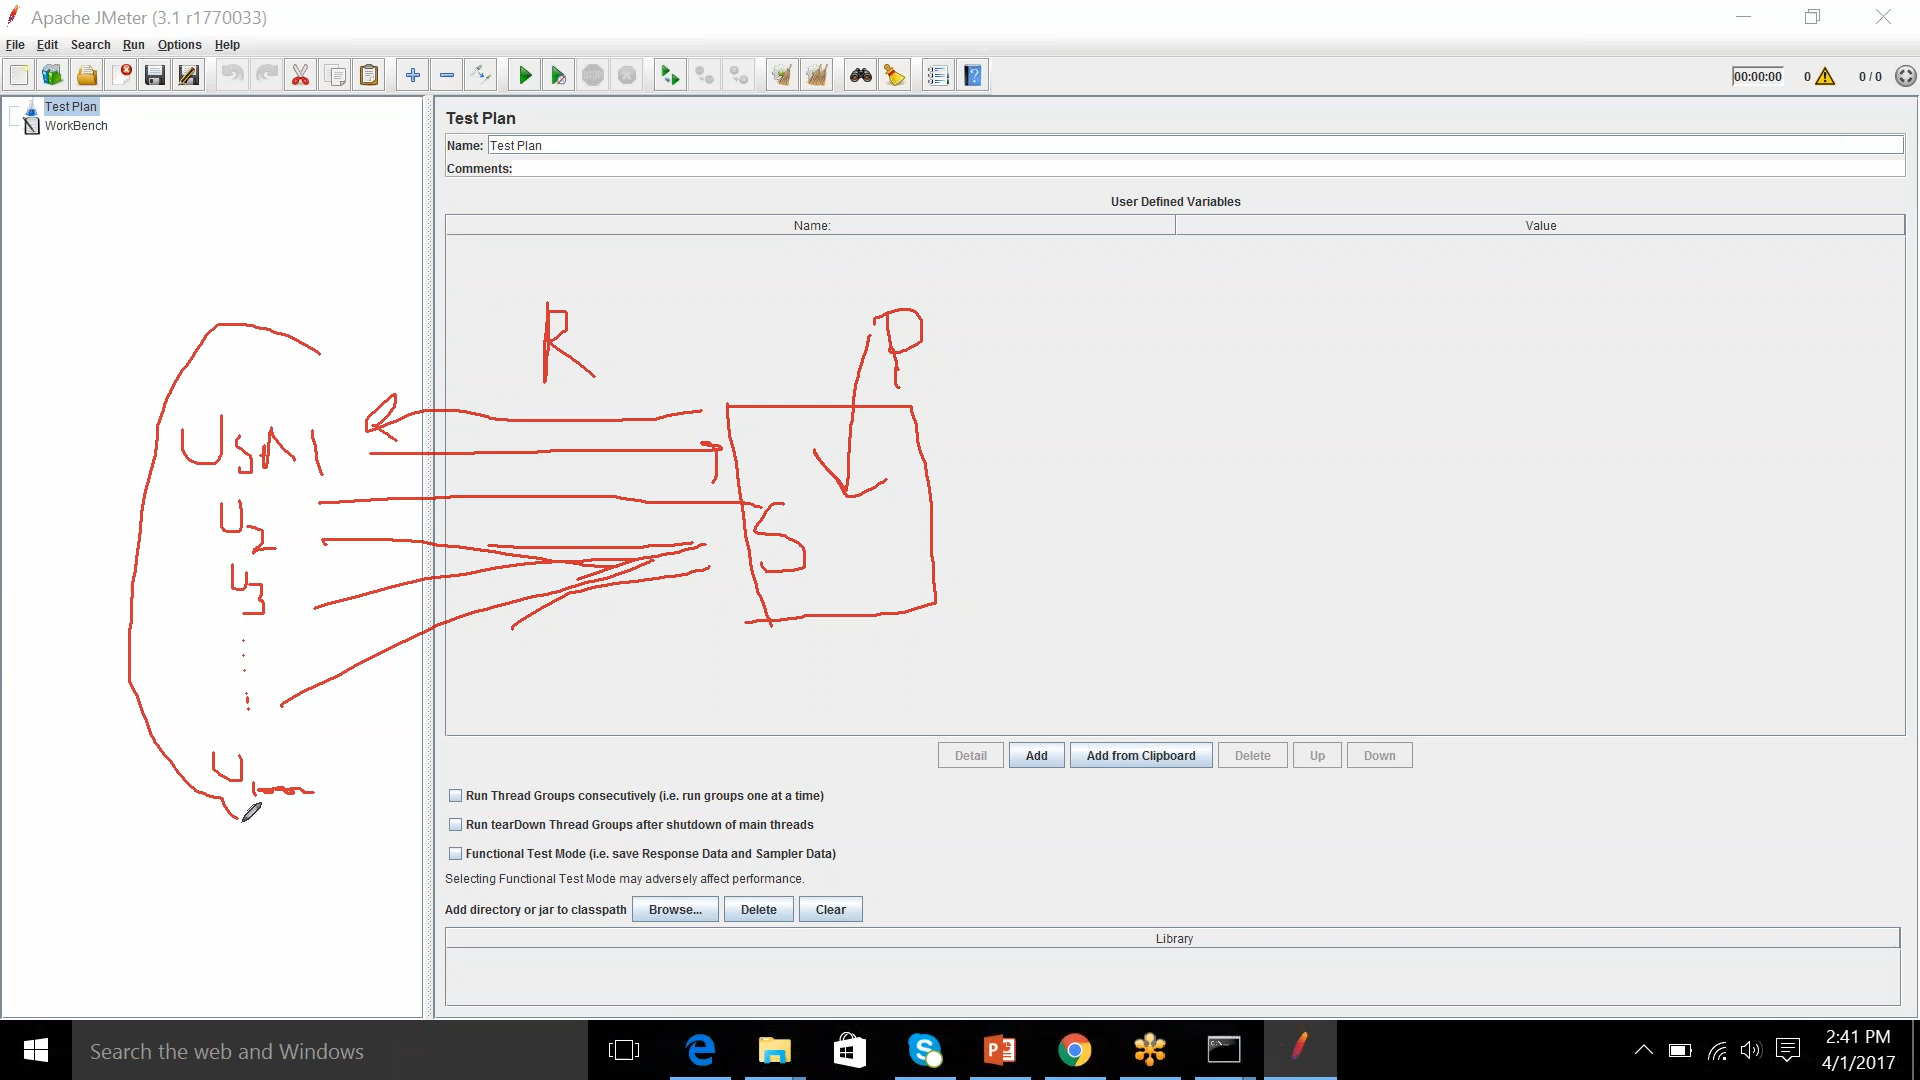 Apache JMeter (3.1 r1770033)
File Edit Search Run Options Help
00:00:00 0 0 / 0
Test Plan
WorkBench
Test Plan
Name: Test Plan
Comments:
User Defined Variables
Name: Value
R P
U2
U3
S
U
Detail Add Add from Clipboard Delete Up Down
Run Thread Groups consecutively (i.e. run groups one at a time)
Run tearDown Thread Groups after shutdown of main threads
Functional Test Mode (i.e. save Response Data and Sampler Data)
Selecting Functional Test Mode may adversely affect performance.
Add directory or jar to classpath Browse... Delete Clear
Library
Search the web and Windows
2:41 PM
4/1/2017